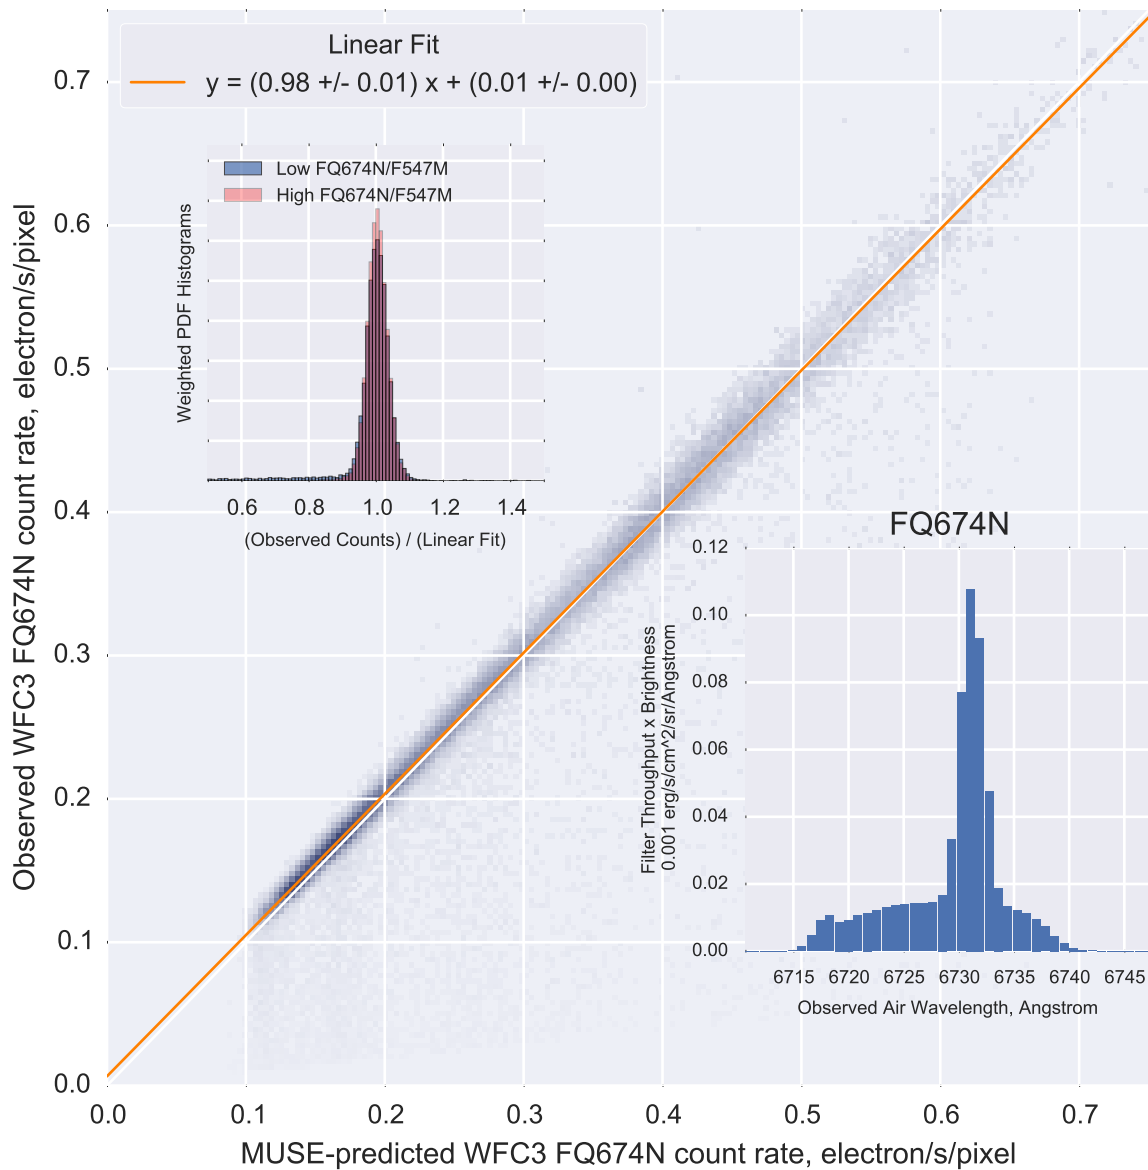 Linear Fit
y = (0.98 +/- 0.01) x + (0.01 +/- 0.00)
Low FQ674N/F547M
High FQ674N/F547M
Weighted PDF Histograms
0.6 0.8 1.0 1.2 1.4
(Observed Counts) / (Linear Fit)
FQ674N
0.12
0.10
0.08
0.06
0.04
0.02
0.00
Filter Throughput x Brightness
0.001 erg/s/cm^2/sr/Angstrom
6715 6720 6725 6730 6735 6740 6745
Observed Air Wavelength, Angstrom
Observed WFC3 FQ674N count rate, electron/s/pixel
0.7
0.6
0.5
0.4
0.3
0.2
0.1
0.0
0.0 0.1 0.2 0.3 0.4 0.5 0.6 0.7
MUSE-predicted WFC3 FQ674N count rate, electron/s/pixel